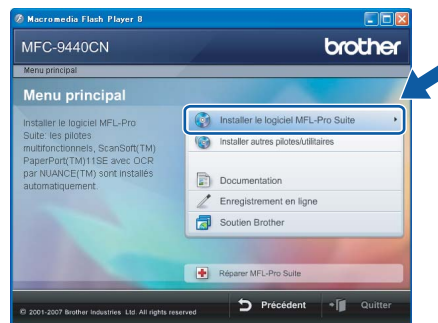 Macromedia Flash Player 8
MFC-9440CN
brother
Menu principal
Menu principal
Installer le logiciel MFL-Pro
Suite: les pilotes
multifonctionnels, ScanSoft(TM)
PaperPort(TM)11SE avec OCR
par NUANCE(TM) sont installés
automatiquement.
Installer le logiciel MFL-Pro Suite
Installer autres pilotes/utilitaires
Documentation
Enregistrement en ligne
Soutien Brother
Réparer MFL-Pro Suite
© 2001-2007 Brother Industries Ltd. All rights reserved
Précédent
Quitter